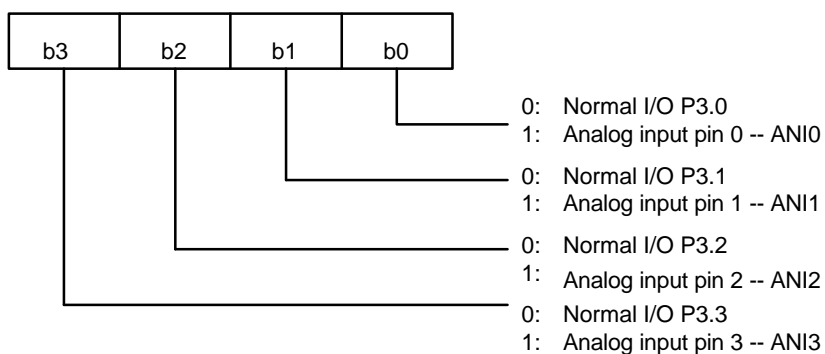 b3 b2 b1 b0
0: Normal I/O P3.0
1: Analog input pin 0 -- ANI0
0: Normal I/O P3.1
1: Analog input pin 1 -- ANI1
0: Normal I/O P3.2
1: Analog input pin 2 -- ANI2
0: Normal I/O P3.3
1: Analog input pin 3 -- ANI3